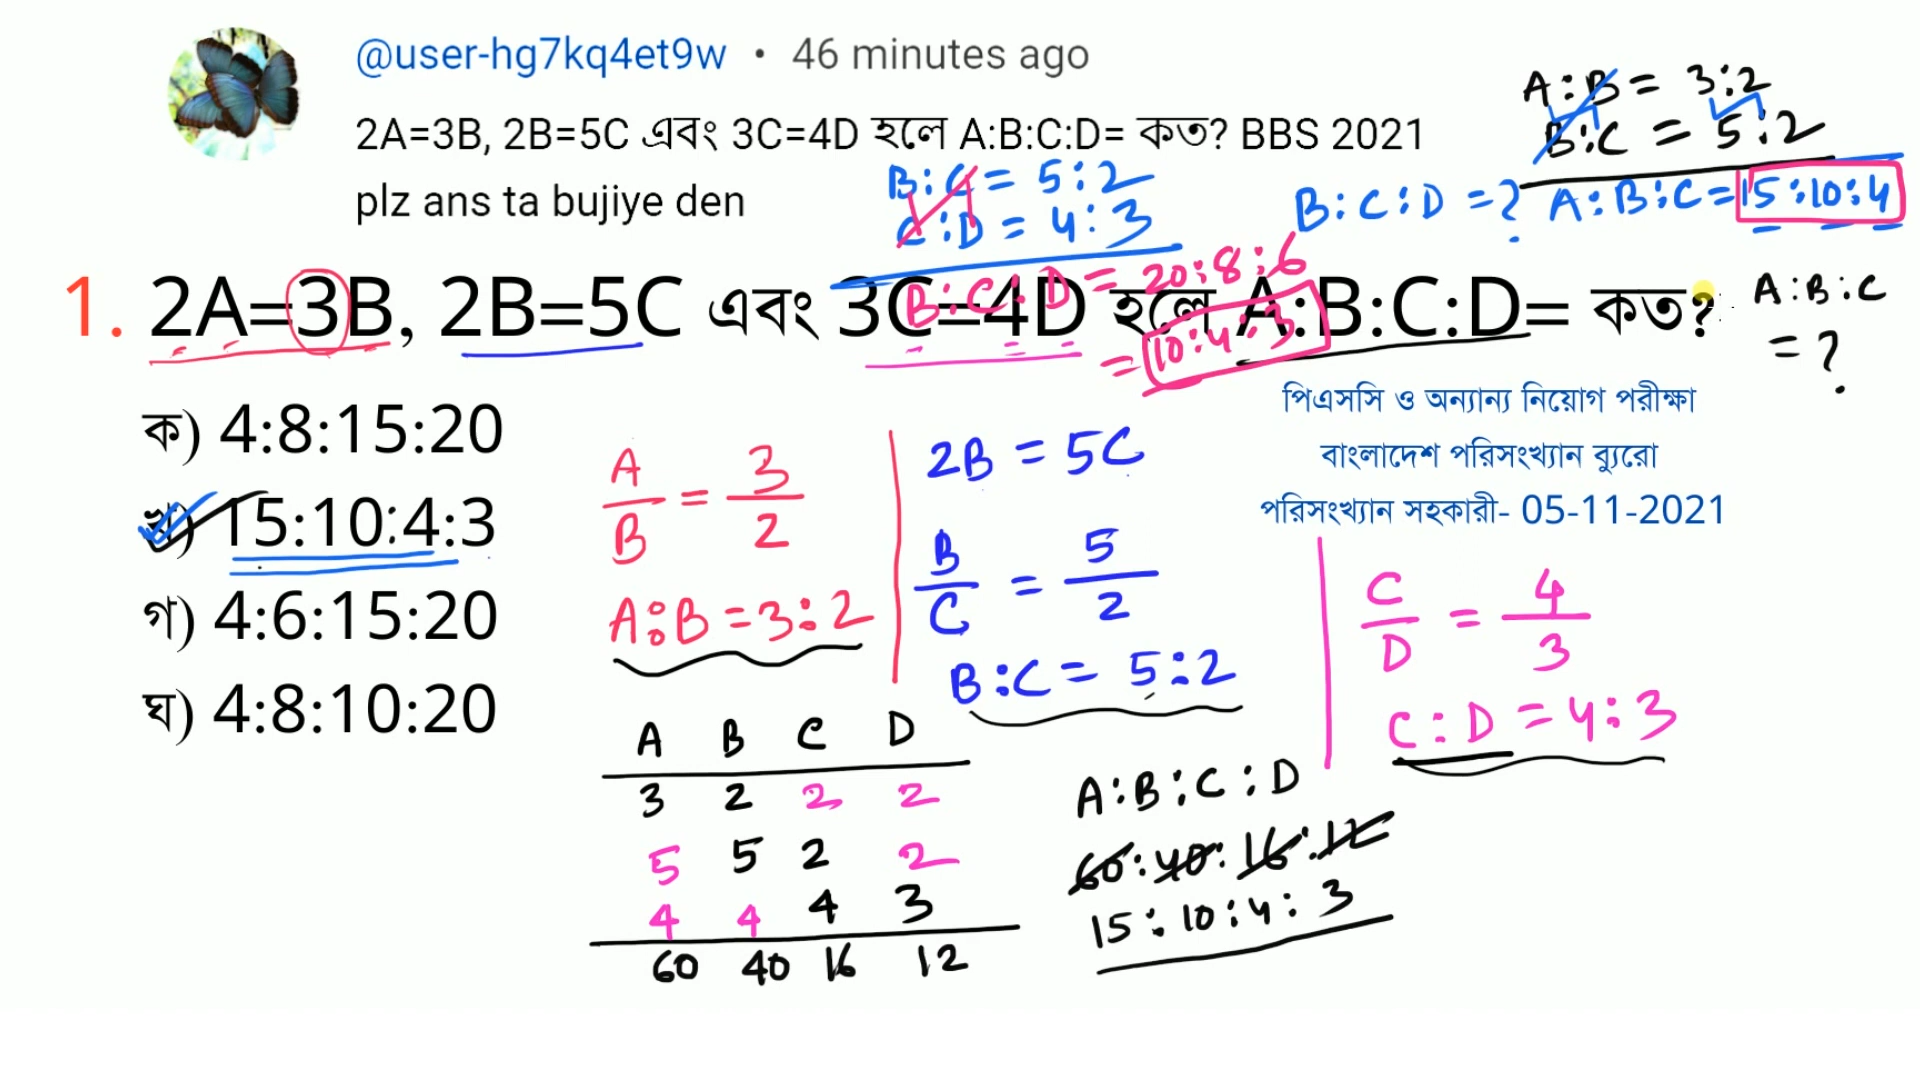 @user-hg7kq4et9w • 46 minutes ago
2A=3B, 2B=5C এবং 3C=4D হলে A:B:C:D= কত? BBS 2021
plz ans ta bujiye den
A:B = 3:2
B:C = 5:2
A:B:C=15:10:4
B:C = 5:2
C:D = 4:3
B:C:D = 20:8:6
= 10:4:3
B:C:D =?
1. 2A=3B, 2B=5C এবং 3C=4D হলে A:B:C:D= কত?
A:B:C
= ?
ক) 4:8:15:20
খ) 15:10:4:3
গ) 4:6:15:20
ঘ) 4:8:10:20
পিএসসি ও অন্যান্য নিয়োগ পরীক্ষা
বাংলাদেশ পরিসংখ্যান ব্যুরো
পরিসংখ্যান সহকারী- 05-11-2021
A/B = 3/2
A:B=3:2
2B = 5C
B/C = 5/2
B:C= 5:2
C/D = 4/3
C:D = 4:3
A B C D
3 2 2 2
5 5 2 2
4 4 4 3
60 40 16 12
A:B:C:D
60:40:16:12
15:10:4:3